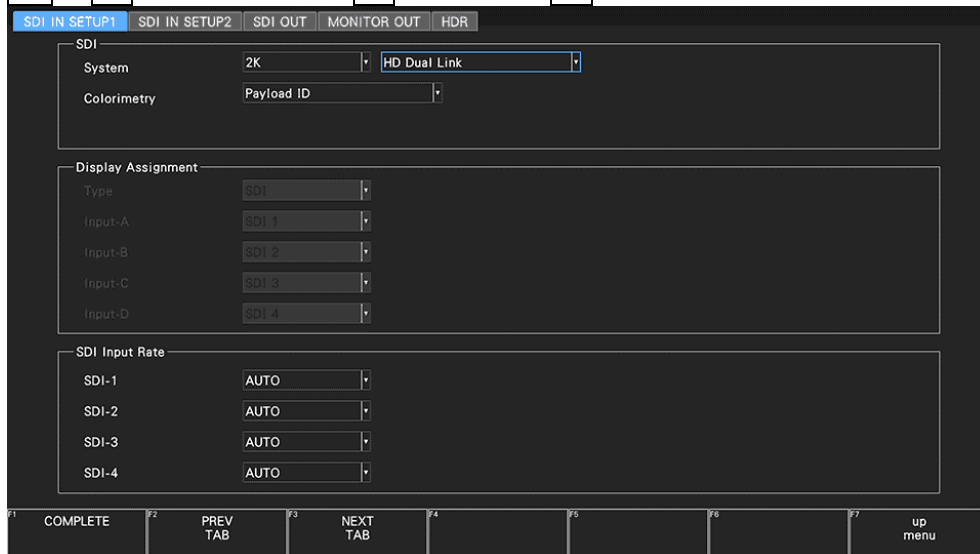 SDI IN SETUP1 SDI IN SETUP2 SDI OUT MONITOR OUT HDR
SDI
System 2K HD Dual Link
Colorimetry Payload ID
Display Assignment
Type SDI
Input-A SDI 1
Input-B SDI 2
Input-C SDI 3
Input-D SDI 4
SDI Input Rate
SDI-1 AUTO
SDI-2 AUTO
SDI-3 AUTO
SDI-4 AUTO
F1 COMPLETE F2 PREV TAB F3 NEXT TAB F4 F5 F6 F7 up menu